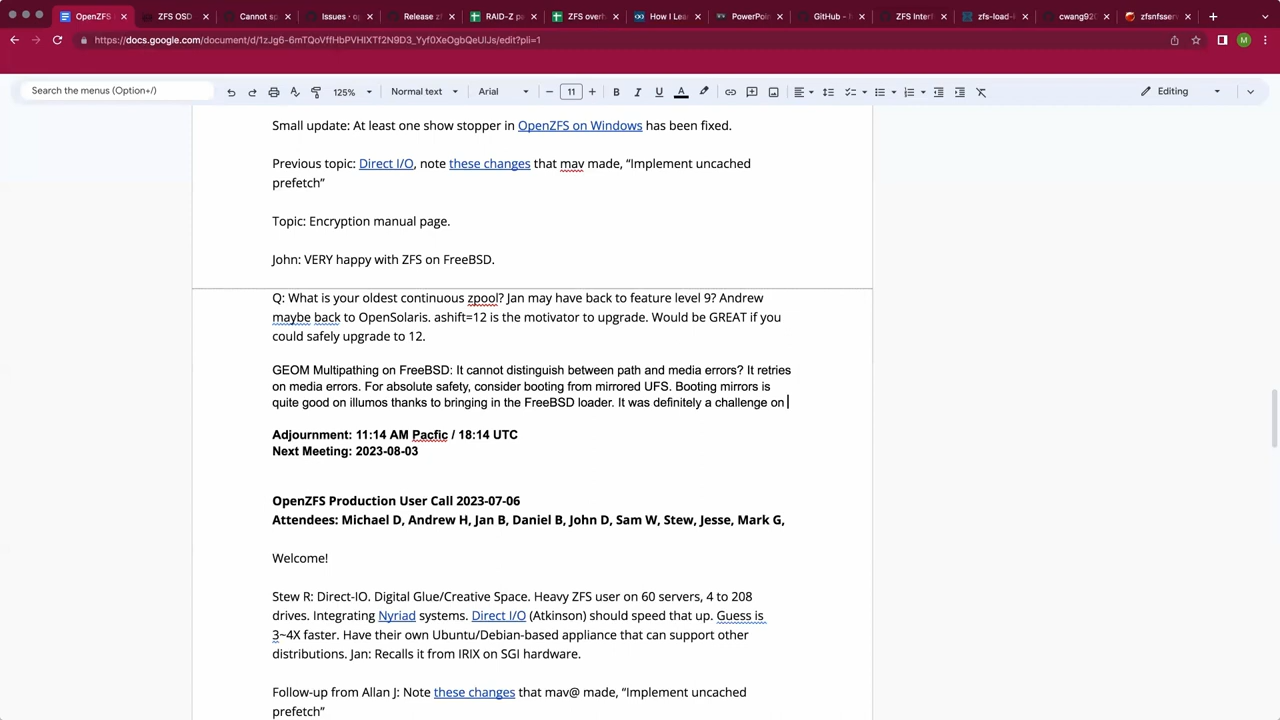 OpenZFS
ZFS OSD
Cannot sp
Issues · op
Release zf
RAID-Z pa
ZFS overh
How I Lea
PowerPoin
GitHub – h
ZFS Interf
zfs-load-k
cwang920
zfsnfsserv
https://docs.google.com/document/d/1zJg6-6mTQoVffHbPVHIXTf2N9D3_Yyf0XeOgbQeUlJs/edit?pli=1
M
Search the menus (Option+/)
125%
Normal text
Arial
11
B I U A
Editing
Small update: At least one show stopper in OpenZFS on Windows has been fixed.
Previous topic: Direct I/O, note these changes that mav made, “Implement uncached
prefetch”
Topic: Encryption manual page.
John: VERY happy with ZFS on FreeBSD.
Q: What is your oldest continuous zpool? Jan may have back to feature level 9? Andrew
maybe back to OpenSolaris. ashift=12 is the motivator to upgrade. Would be GREAT if you
could safely upgrade to 12.
GEOM Multipathing on FreeBSD: It cannot distinguish between path and media errors? It retries
on media errors. For absolute safety, consider booting from mirrored UFS. Booting mirrors is
quite good on illumos thanks to bringing in the FreeBSD loader. It was definitely a challenge on
Adjournment: 11:14 AM Pacfic / 18:14 UTC
Next Meeting: 2023-08-03
OpenZFS Production User Call 2023-07-06
Attendees: Michael D, Andrew H, Jan B, Daniel B, John D, Sam W, Stew, Jesse, Mark G,
Welcome!
Stew R: Direct-IO. Digital Glue/Creative Space. Heavy ZFS user on 60 servers, 4 to 208
drives. Integrating Nyriad systems. Direct I/O (Atkinson) should speed that up. Guess is
3~4X faster. Have their own Ubuntu/Debian-based appliance that can support other
distributions. Jan: Recalls it from IRIX on SGI hardware.
Follow-up from Allan J: Note these changes that mav@ made, “Implement uncached
prefetch”